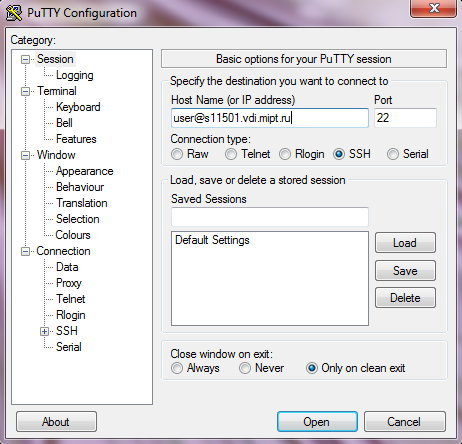 PuTTY Configuration
Category:
Session
Logging
Terminal
Keyboard
Bell
Features
Window
Appearance
Behaviour
Translation
Selection
Colours
Connection
Data
Proxy
Telnet
Rlogin
SSH
Serial
Basic options for your PuTTY session
Specify the destination you want to connect to
Host Name (or IP address) Port
user@s11501.vdi.mipt.ru 22
Connection type:
Raw Telnet Rlogin SSH Serial
Load, save or delete a stored session
Saved Sessions
Default Settings
Load
Save
Delete
Close window on exit:
Always Never Only on clean exit
About Open Cancel